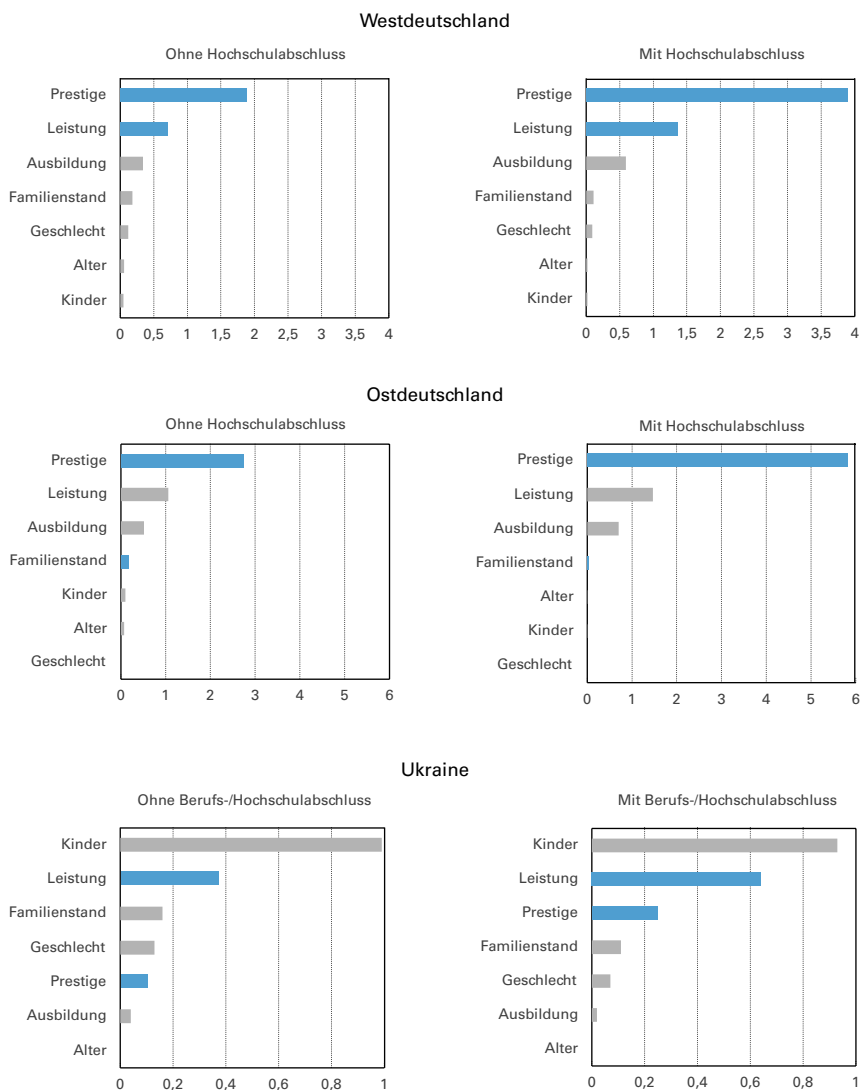 Westdeutschland
Ohne Hochschulabschluss
Prestige
Leistung
Ausbildung
Familienstand
Geschlecht
Alter
Kinder
0 0,5 1 1,5 2 2,5 3 3,5 4
Mit Hochschulabschluss
Prestige
Leistung
Ausbildung
Familienstand
Geschlecht
Alter
Kinder
0 0,5 1 1,5 2 2,5 3 3,5 4
Ostdeutschland
Ohne Hochschulabschluss
Prestige
Leistung
Ausbildung
Familienstand
Kinder
Alter
Geschlecht
0 1 2 3 4 5 6
Mit Hochschulabschluss
Prestige
Leistung
Ausbildung
Familienstand
Alter
Kinder
Geschlecht
0 1 2 3 4 5 6
Ukraine
Ohne Berufs-/Hochschulabschluss
Kinder
Leistung
Familienstand
Geschlecht
Prestige
Ausbildung
Alter
0 0,2 0,4 0,6 0,8 1
Mit Berufs-/Hochschulabschluss
Kinder
Leistung
Prestige
Familienstand
Geschlecht
Ausbildung
Alter
0 0,2 0,4 0,6 0,8 1